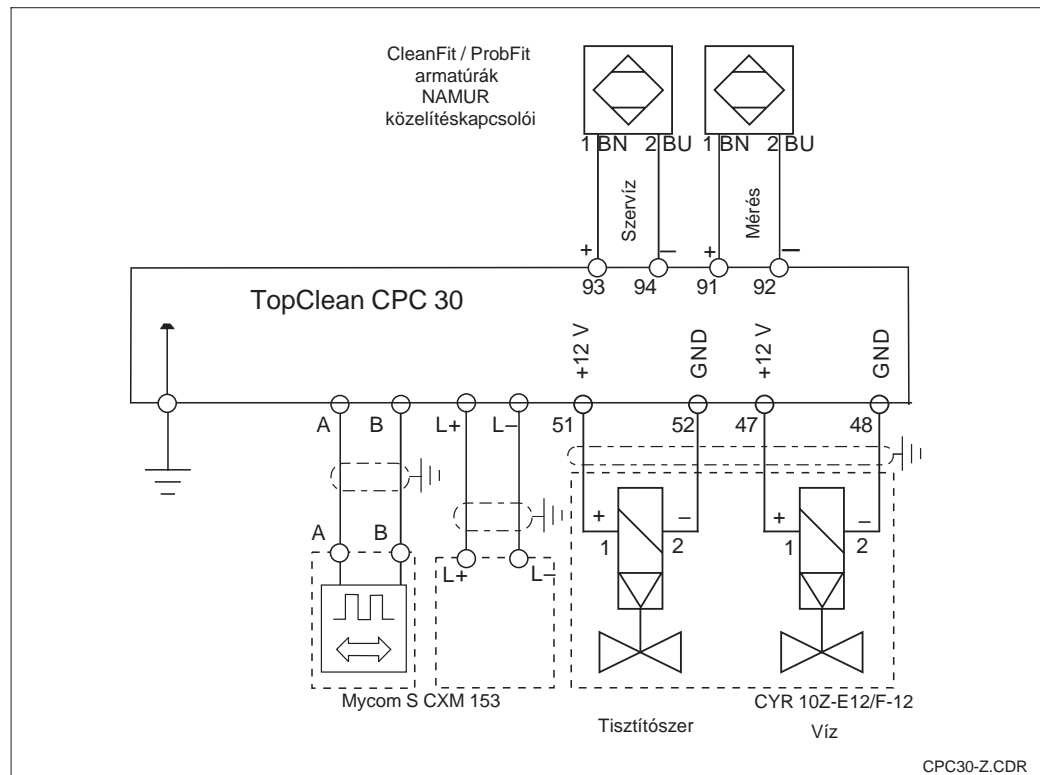 CleanFit / ProbFit
armatúrák
NAMUR
közelítéskapcsolói
1 BN 2 BU 1 BN 2 BU
Szervíz
Mérés
+ – + –
93 94 91 92
TopClean CPC 30
+12 V GND +12 V GND
A B L+ L– 51 52 47 48
+ – + –
1 2 1 2
A B
L+ L–
Mycom S CXM 153
CYR 10Z-E12/F-12
Tisztítószer
Víz
CPC30-Z.CDR